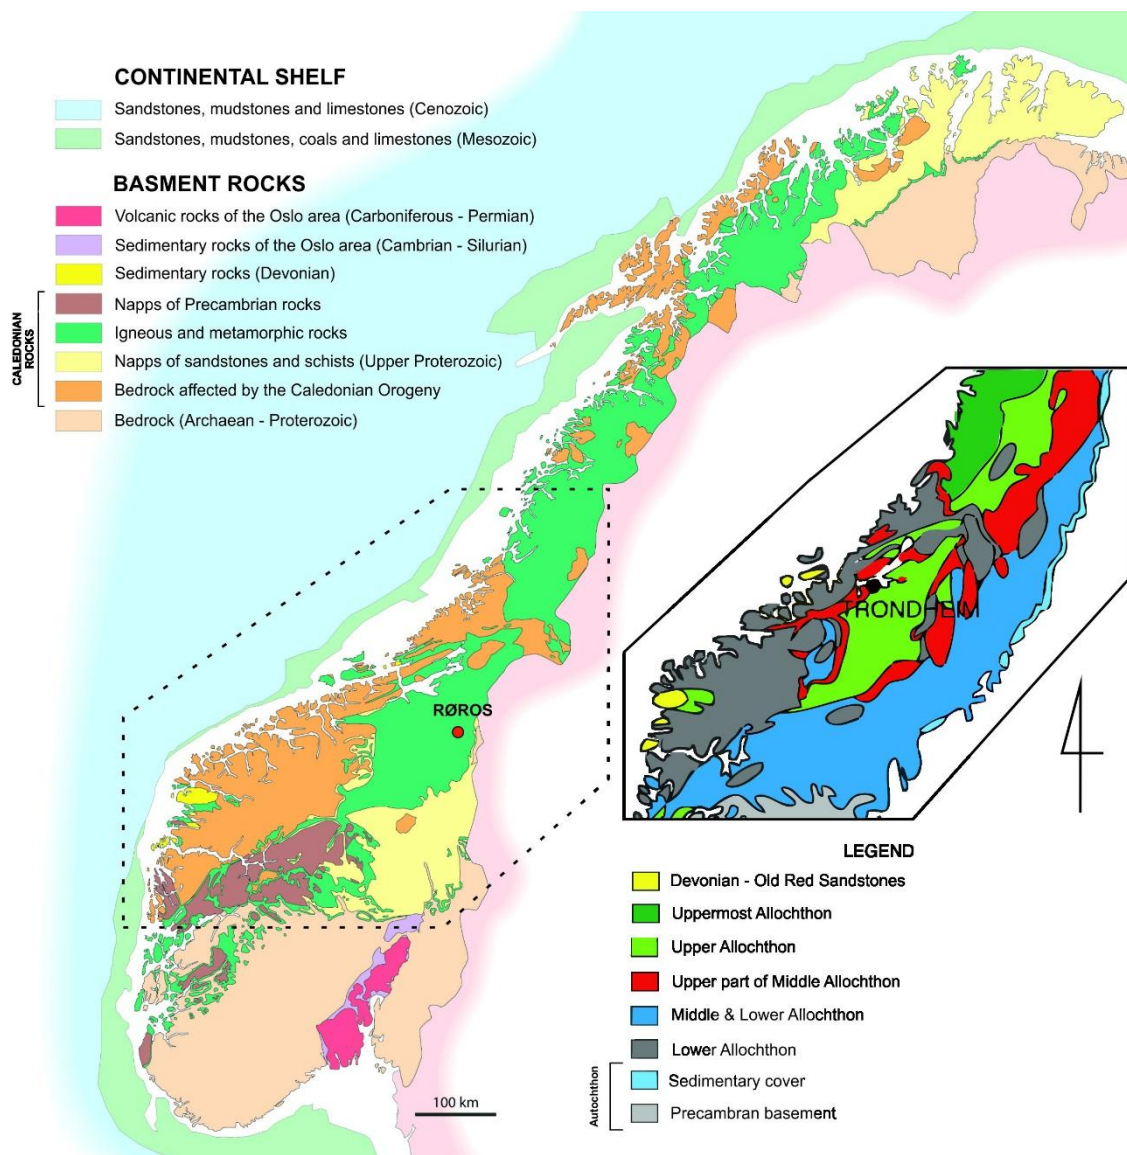 CONTINENTAL SHELF
Sandstones, mudstones and limestones (Cenozoic)
Sandstones, mudstones, coals and limestones (Mesozoic)
BASMENT ROCKS
Volcanic rocks of the Oslo area (Carboniferous - Permian)
Sedimentary rocks of the Oslo area (Cambrian - Silurian)
Sedimentary rocks (Devonian)
CALEDONIAN
ROCKS
Napps of Precambrian rocks
Igneous and metamorphic rocks
Napps of sandstones and schists (Upper Proterozoic)
Bedrock affected by the Caledonian Orogeny
Bedrock (Archaean - Proterozoic)
TRONDHEIM
RØROS
100 km
LEGEND
Devonian - Old Red Sandstones
Uppermost Allochthon
Upper Allochthon
Upper part of Middle Allochthon
Middle & Lower Allochthon
Lower Allochthon
Autochthon
Sedimentary cover
Precambran basement